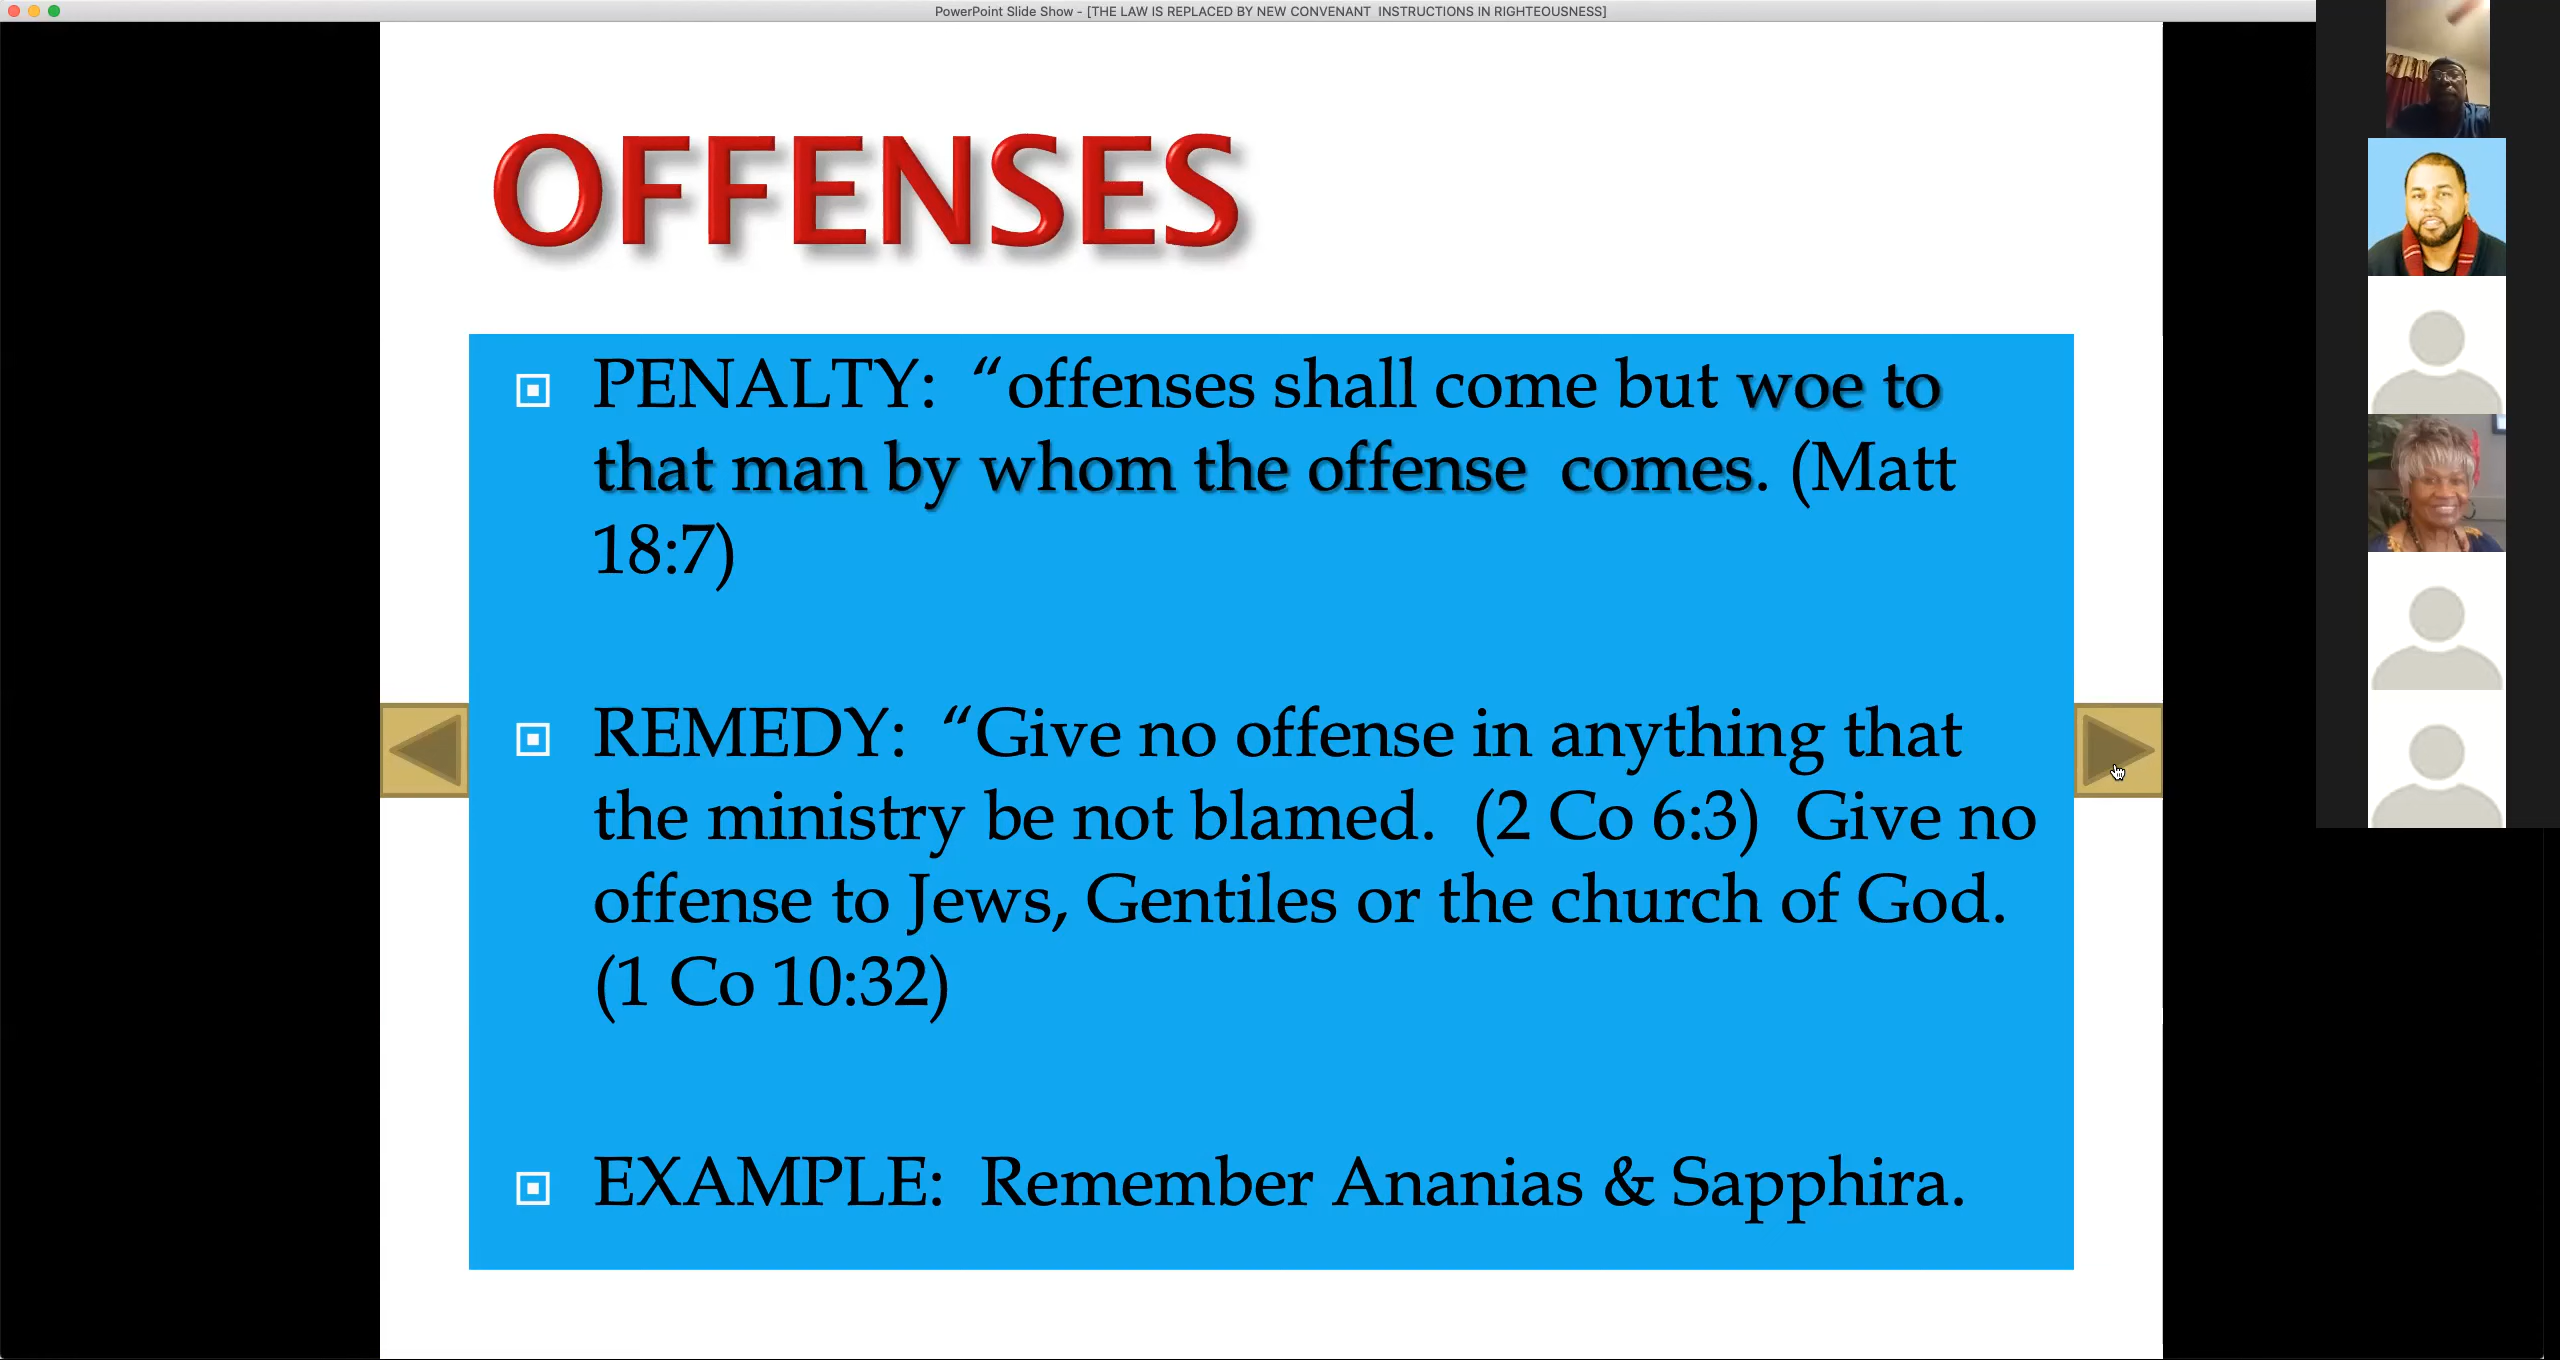 PowerPoint Slide Show - [THE LAW IS REPLACED BY NEW CONVENANT  INSTRUCTIONS IN RIGHTEOUSNESS]
OFFENSES
PENALTY:  “offenses shall come but woe to
that man by whom the offense  comes. (Matt
18:7)
REMEDY:  “Give no offense in anything that
the ministry be not blamed.  (2 Co 6:3)  Give no
offense to Jews, Gentiles or the church of God.
(1 Co 10:32)
EXAMPLE:  Remember Ananias & Sapphira.